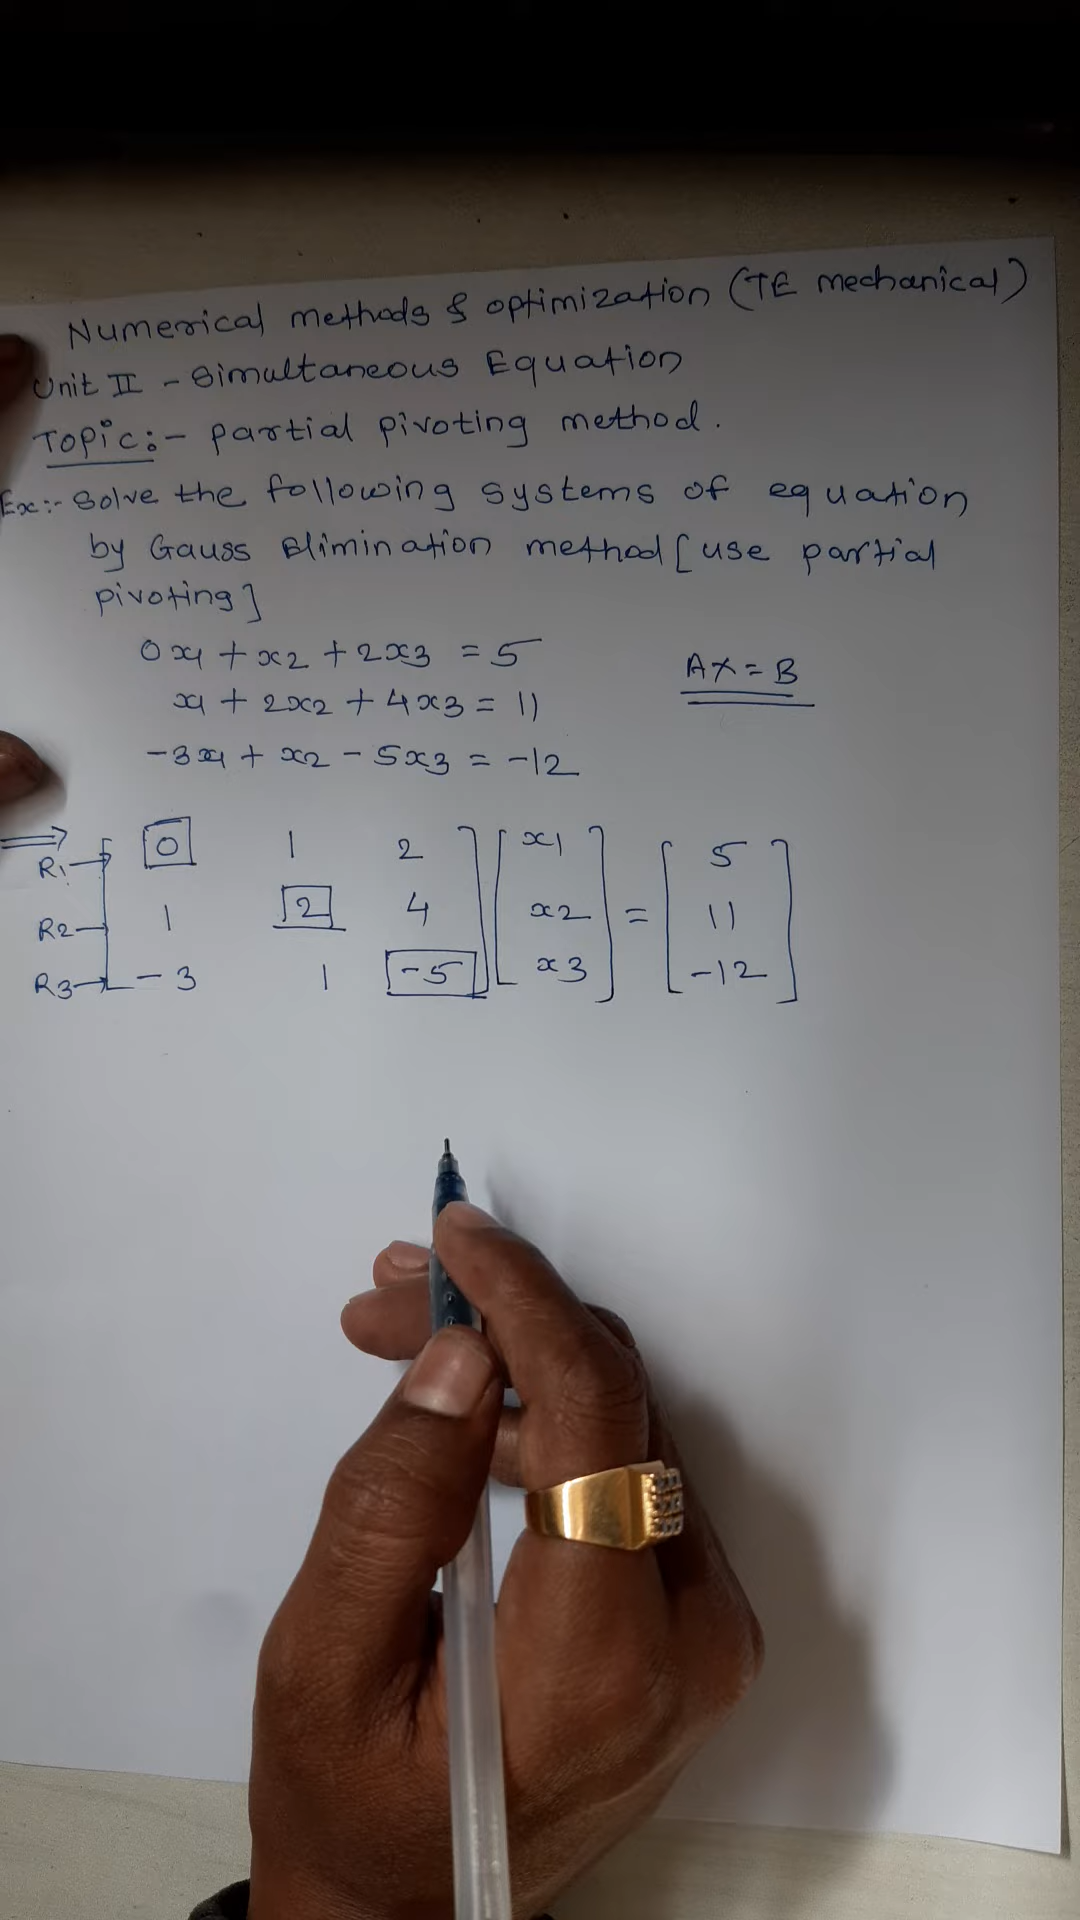 Numerical methods & optimization (TE mechanical)
Unit II - Simultaneous Equation
Topic:- partial pivoting method.
Ex:- Solve the following systems of equation
by Gauss Elimination method [use partial
pivoting]
0x1 + x2 + 2x3 = 5
AX = B
x1 + 2x2 + 4x3 = 11
-3x1 + x2 - 5x3 = -12
⇒ R1→ [ 0 1 2 ] [ x1 ] [ 5 ]
R2→ 1 2 4 x2 = 11
R3→ -3 1 -5 x3 -12